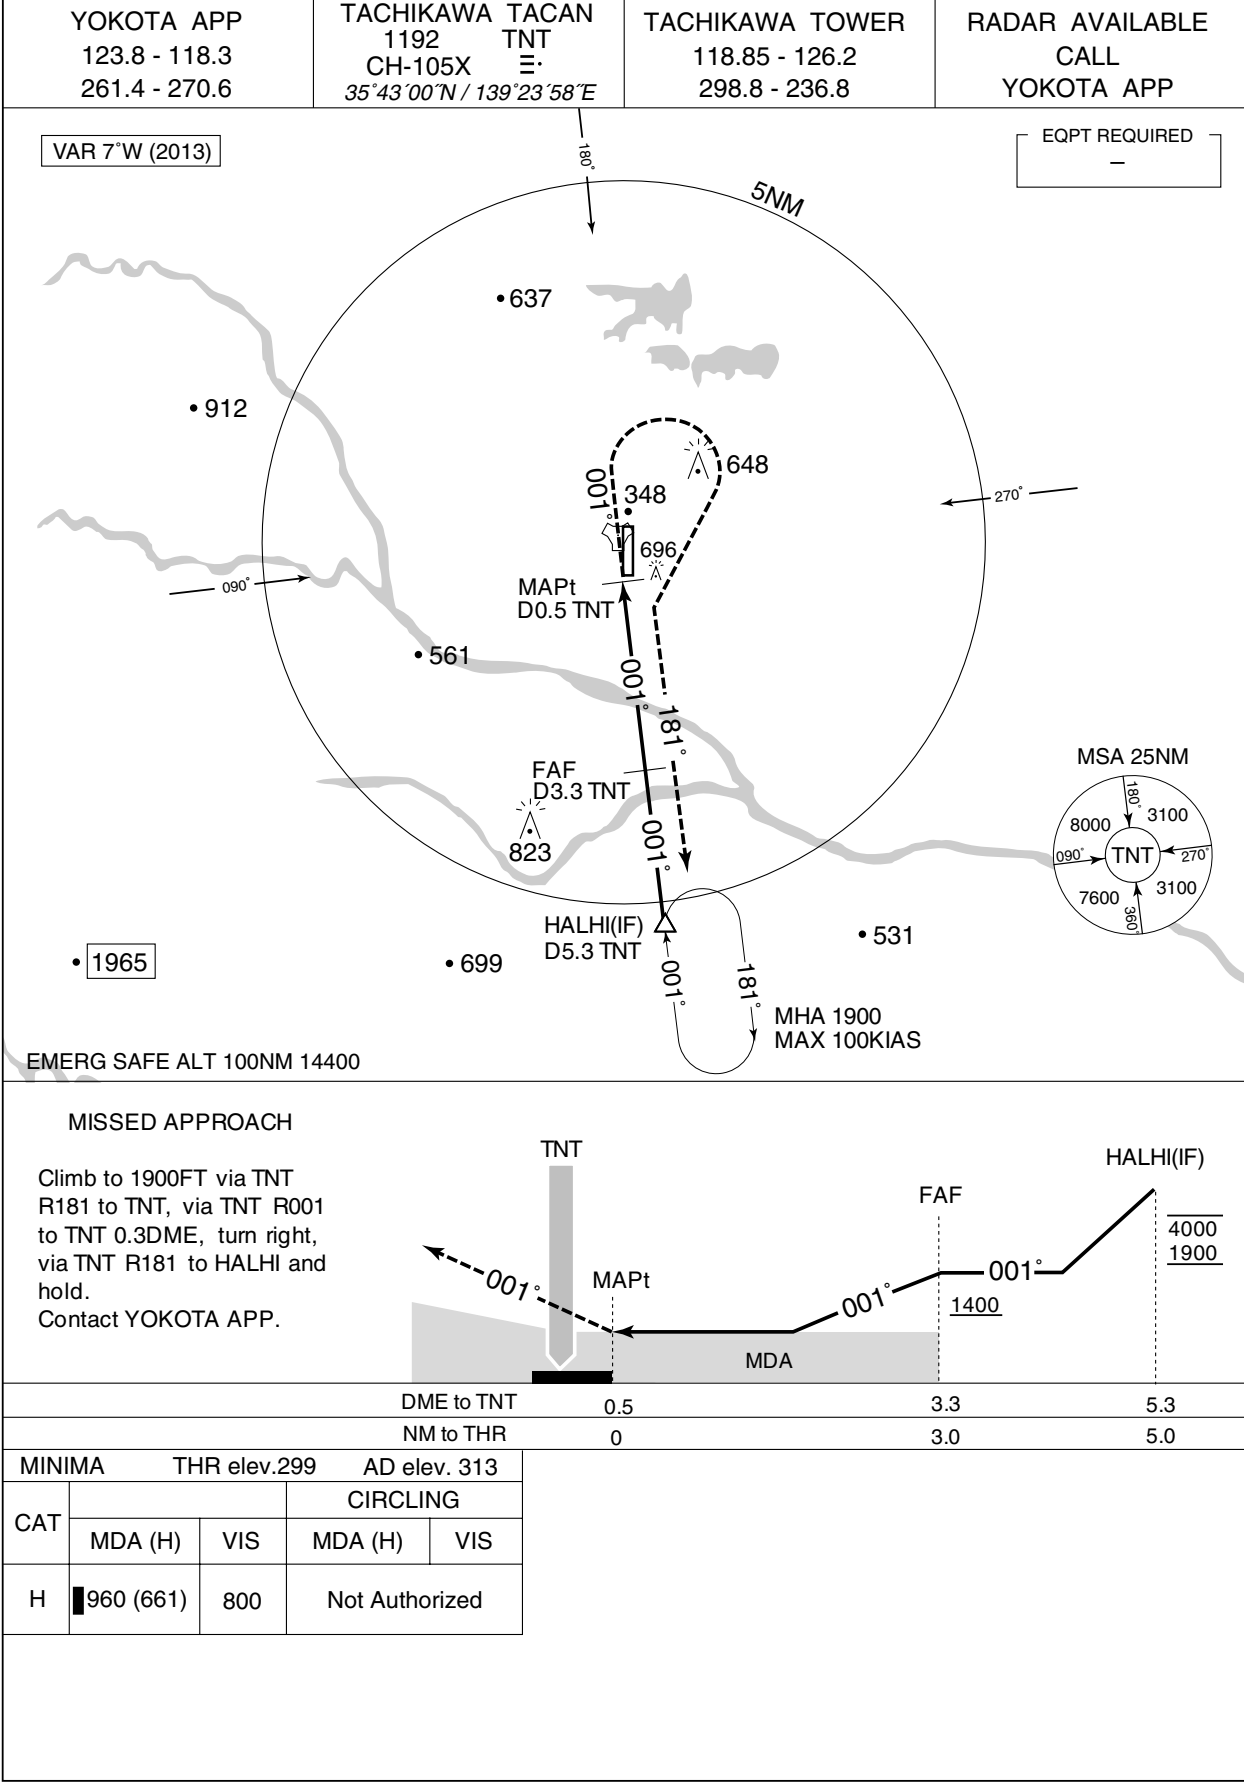 YOKOTA APP
123.8 - 118.3
261.4 - 270.6
TACHIKAWA TACAN
1192 TNT
CH-105X
35°43′00″N / 139°23′58″E
TACHIKAWA TOWER
118.85 - 126.2
298.8 - 236.8
RADAR AVAILABLE
CALL
YOKOTA APP
VAR 7°W (2013)
EQPT REQUIRED
–
180°
5NM
637
912
648
001°
348
270°
696
090°
MAPt
D0.5 TNT
561
001°
181°
FAF
D3.3 TNT
823
001°
MSA 25NM
180°
8000
3100
090°
TNT
270°
7600
3100
360°
HALHI(IF)
D5.3 TNT
531
1965
699
001°
181°
MHA 1900
MAX 100KIAS
EMERG SAFE ALT 100NM 14400
MISSED APPROACH
Climb to 1900FT via TNT
R181 to TNT, via TNT R001
to TNT 0.3DME, turn right,
via TNT R181 to HALHI and
hold.
Contact YOKOTA APP.
TNT
HALHI(IF)
FAF
4000
1900
001°
MAPt
001°
001°
1400
MDA
DME to TNT 0.5 3.3 5.3
NM to THR 0 3.0 5.0
MINIMA THR elev.299 AD elev. 313
CAT
CIRCLING
MDA (H) VIS MDA (H) VIS
H 960 (661) 800 Not Authorized